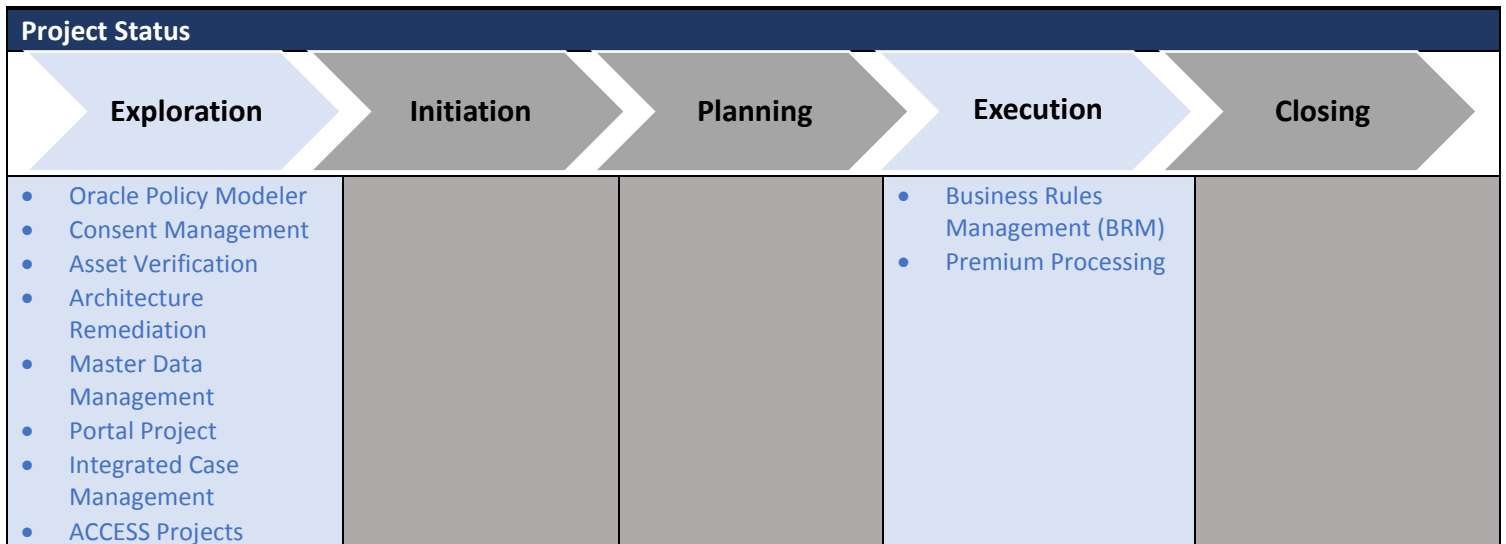 Project Status
Exploration
Initiation
Planning
Execution
Closing
• Oracle Policy Modeler
• Consent Management
• Asset Verification
• Architecture
Remediation
• Master Data
Management
• Portal Project
• Integrated Case
Management
• ACCESS Projects
• Business Rules
Management (BRM)
• Premium Processing